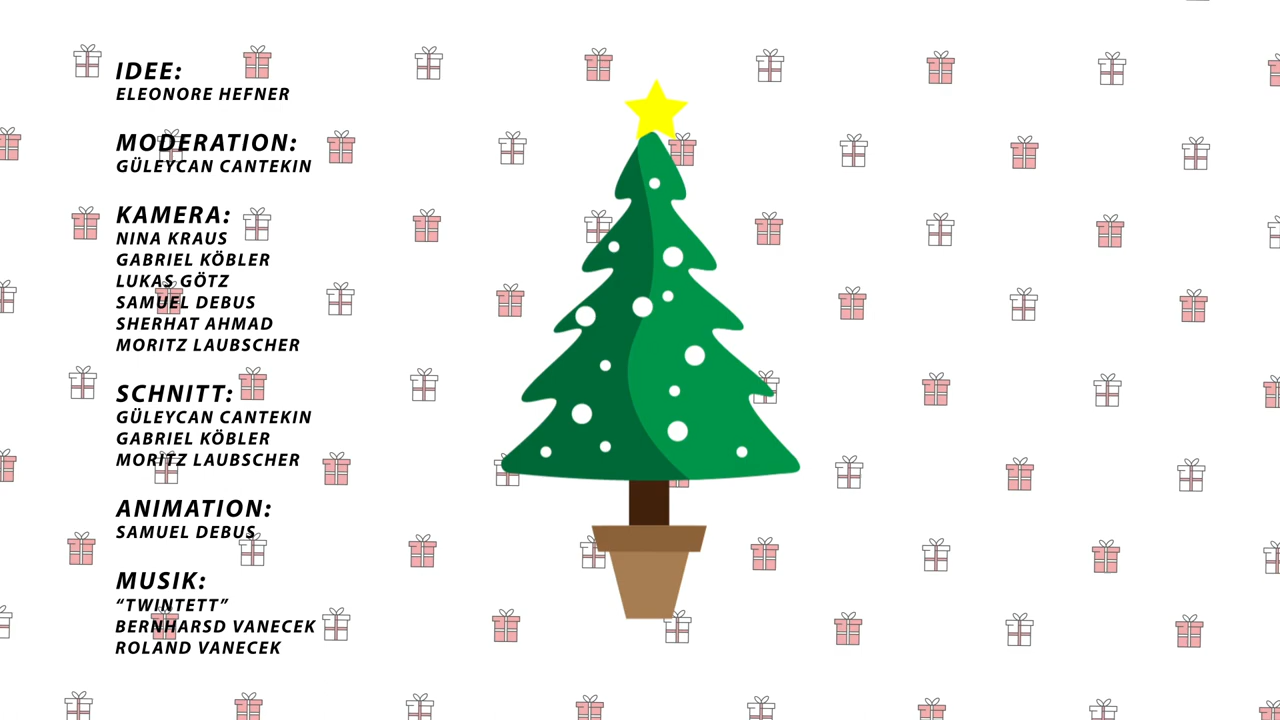 IDEE:
ELEONORE HEFNER
MODERATION:
GÜLEYCAN CANTEKIN
KAMERA:
NINA KRAUS
GABRIEL KÖBLER
LUKAS GÖTZ
SAMUEL DEBUS
SHERHAT AHMAD
MORITZ LAUBSCHER
SCHNITT:
GÜLEYCAN CANTEKIN
GABRIEL KÖBLER
MORITZ LAUBSCHER
ANIMATION:
SAMUEL DEBUS
MUSIK:
“TWINTETT”
BERNHARSD VANECEK
ROLAND VANECEK